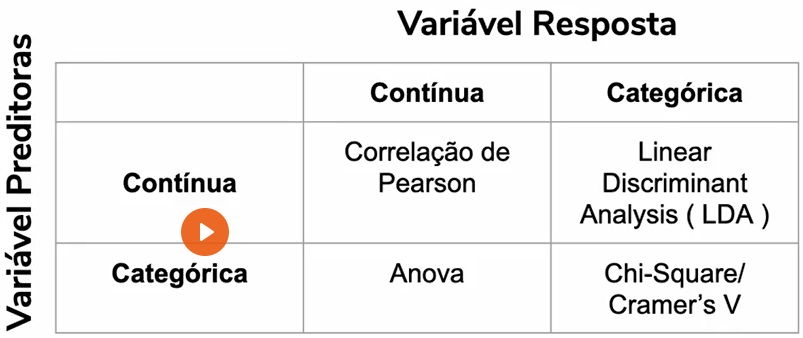 Variável Resposta
Variável Preditoras
Contínua
Categórica
Contínua
Correlação de
Pearson
Linear
Discriminant
Analysis ( LDA )
Categórica
Anova
Chi-Square/
Cramer's V